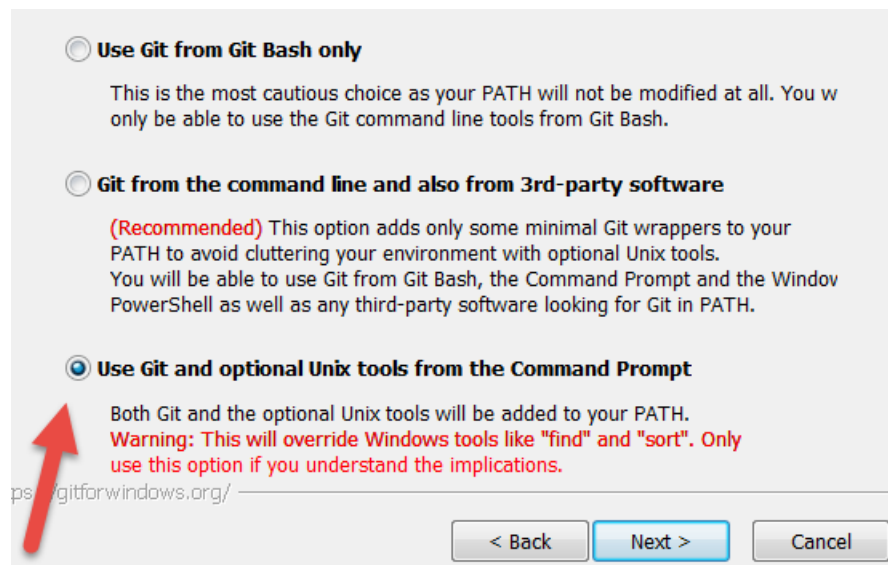 Use Git from Git Bash only
This is the most cautious choice as your PATH will not be modified at all. You w
only be able to use the Git command line tools from Git Bash.
Git from the command line and also from 3rd-party software
(Recommended) This option adds only some minimal Git wrappers to your
PATH to avoid cluttering your environment with optional Unix tools.
You will be able to use Git from Git Bash, the Command Prompt and the Window
PowerShell as well as any third-party software looking for Git in PATH.
Use Git and optional Unix tools from the Command Prompt
Both Git and the optional Unix tools will be added to your PATH.
Warning: This will override Windows tools like "find" and "sort". Only
use this option if you understand the implications.
ps://gitforwindows.org/
< Back
Next >
Cancel